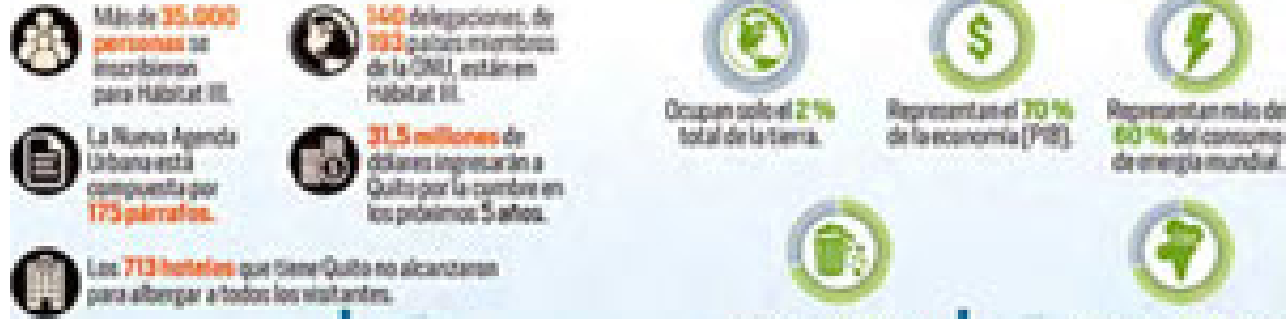 Más de 35.000
personas se
inscribieron
para Hábitat III.
140 delegaciones, de
193 países miembros
de la ONU, están en
Hábitat III.
La Nueva Agenda
Urbana está
compuesta por
175 párrafos.
31,5 millones de
dólares ingresarán a
Quito por la cumbre en
los próximos 5 años.
Los 713 hoteles que tiene Quito no alcanzaron
para albergar a todos los visitantes.
Ocupan solo el 2 %
total de la tierra.
$
Representan el 70 %
de la economía (PIB).
Representan más de
60 % del consumo
de energía mundial.